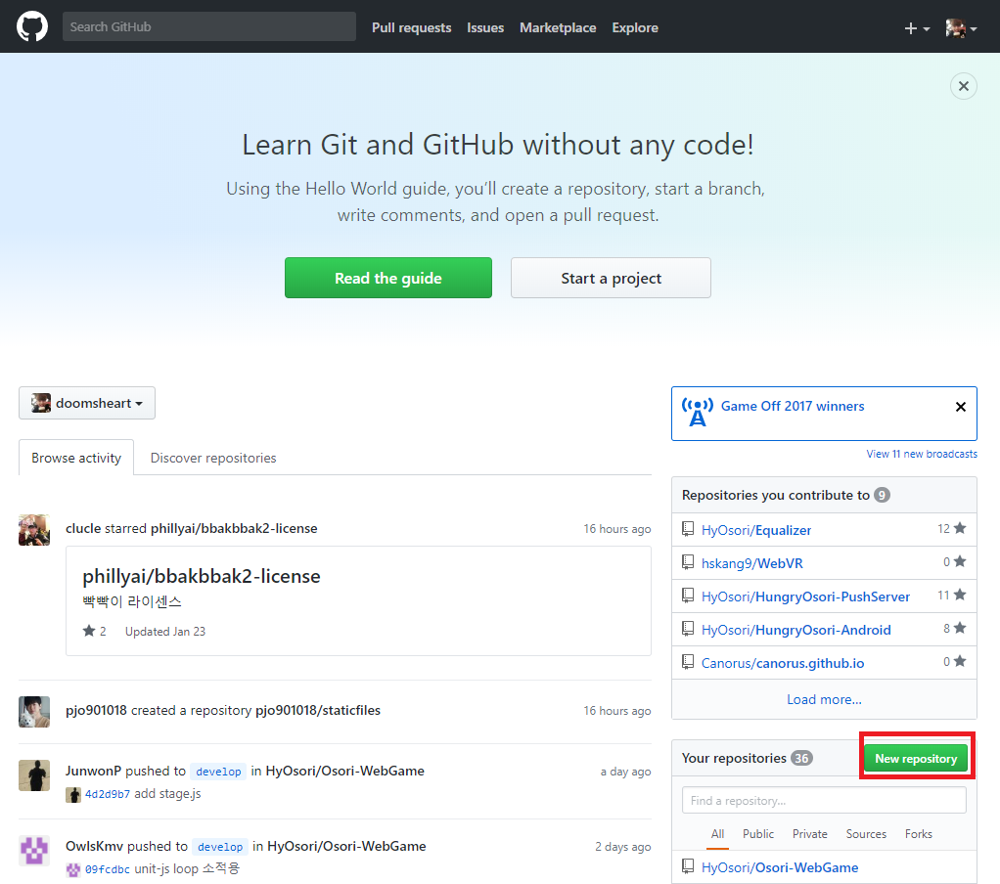 Search GitHub
Pull requests
Issues
Marketplace
Explore
Learn Git and GitHub without any code!
Using the Hello World guide, you’ll create a repository, start a branch,
write comments, and open a pull request.
Read the guide
Start a project
doomsheart
Browse activity
Discover repositories
clucle starred phillyai/bbakbbak2-license
16 hours ago
phillyai/bbakbbak2-license
빡빡이 라이센스
2
Updated Jan 23
pjo901018 created a repository pjo901018/staticfiles
16 hours ago
JunwonP pushed to develop in HyOsori/Osori-WebGame
a day ago
4d2d9b7 add stage.js
OwlsKmv pushed to develop in HyOsori/Osori-WebGame
2 days ago
09fcdbc unit-js loop 소적용
Game Off 2017 winners
View 11 new broadcasts
Repositories you contribute to 9
HyOsori/Equalizer 12
hskang9/WebVR 0
HyOsori/HungryOsori-PushServer 11
HyOsori/HungryOsori-Android 8
Canorus/canorus.github.io 0
Load more...
Your repositories 36
New repository
Find a repository...
All
Public
Private
Sources
Forks
HyOsori/Osori-WebGame